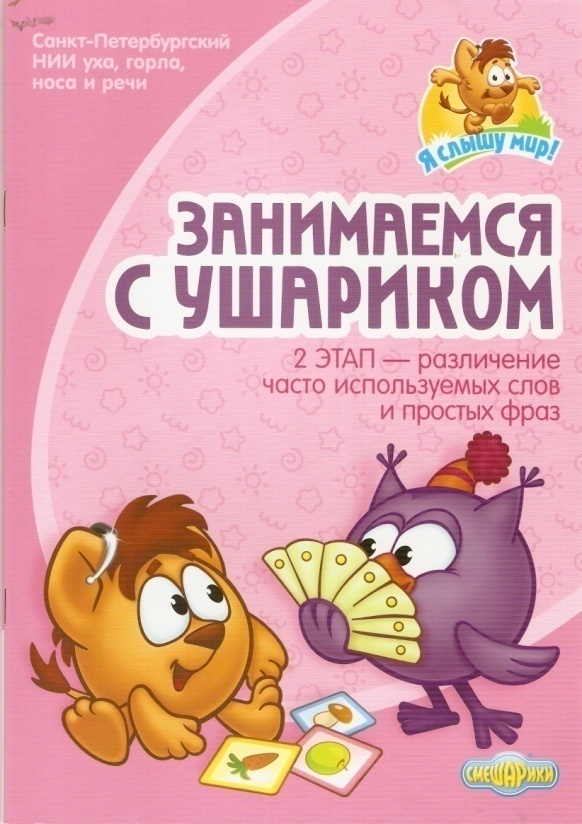 Санкт-Петербургский
НИИ уха, горла,
носа и речи
Я СЛЫШУ МИР!
ЗАНИМАЕМСЯ
С УШАРИКОМ
2 ЭТАП — различение
часто используемых слов
и простых фраз
СМЕШАРИКИ